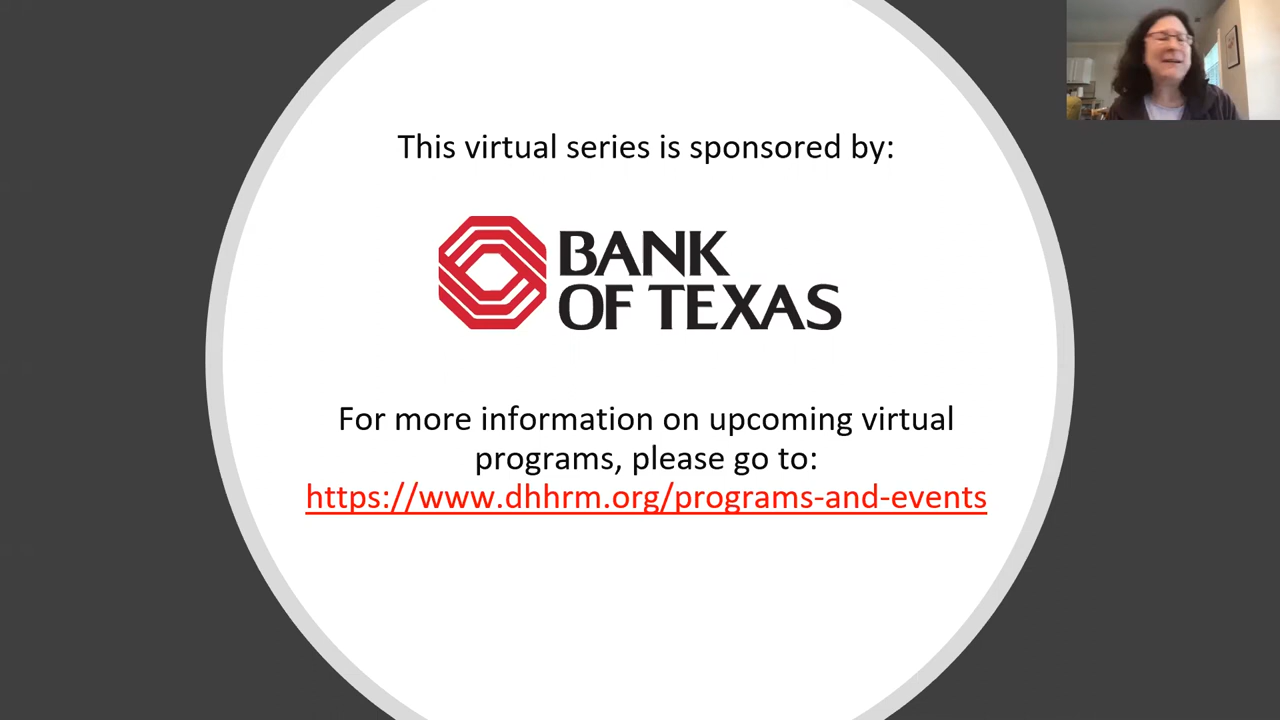 This virtual series is sponsored by:
BANK
OF TEXAS
For more information on upcoming virtual
programs, please go to:
https://www.dhhrm.org/programs-and-events